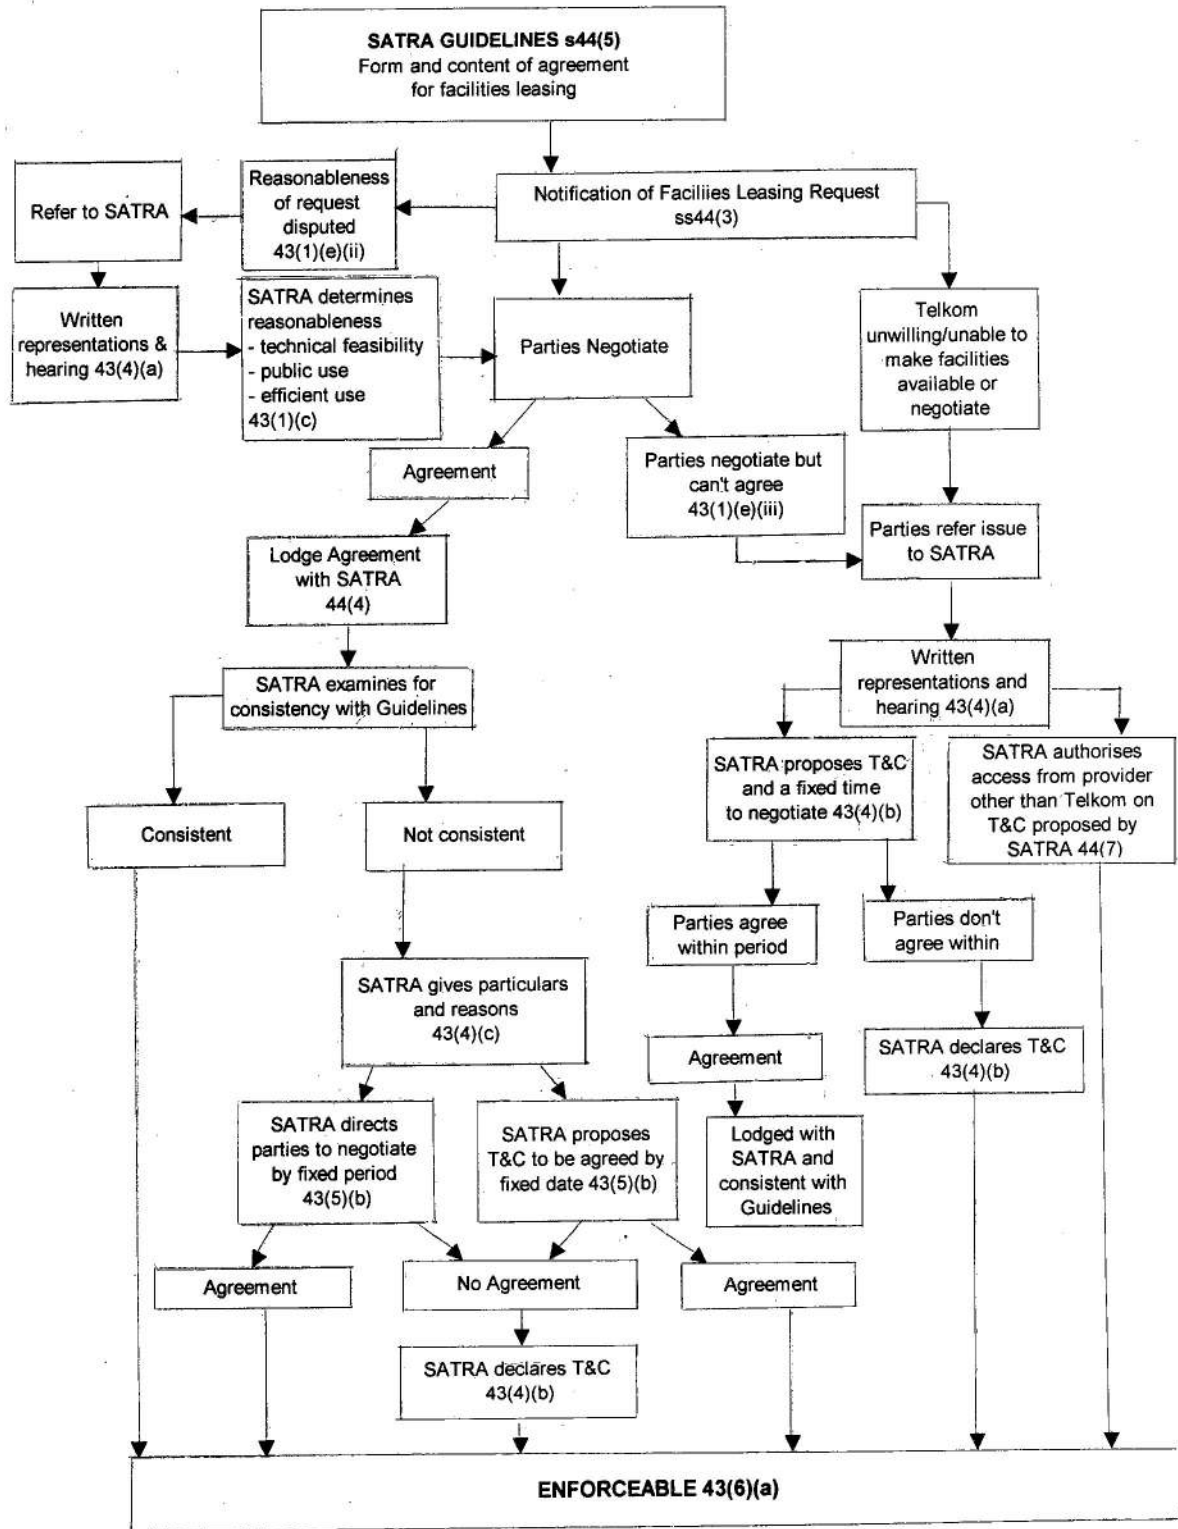 SATRA GUIDELINES s44(5)
Form and content of agreement
for facilities leasing
Notification of Faciliies Leasing Request
ss44(3)
Reasonableness
of request
disputed
43(1)(e)(ii)
Refer to SATRA
Written
representations &
hearing 43(4)(a)
SATRA determines
reasonableness
- technical feasibility
- public use
- efficient use
43(1)(c)
Parties Negotiate
Telkom
unwilling/unable to
make facilities
available or
negotiate
Agreement
Parties negotiate but
can't agree
43(1)(e)(iii)
Parties refer issue
to SATRA
Lodge Agreement
with SATRA
44(4)
Written
representations and
hearing 43(4)(a)
SATRA examines for
consistency with Guidelines
SATRA proposes T&C
and a fixed time
to negotiate 43(4)(b)
SATRA authorises
access from provider
other than Telkom on
T&C proposed by
SATRA 44(7)
Consistent
Not consistent
Parties agree
within period
Parties don't
agree within
SATRA gives particulars
and reasons
43(4)(c)
Agreement
SATRA declares T&C
43(4)(b)
SATRA directs
parties to negotiate
by fixed period
43(5)(b)
SATRA proposes
T&C to be agreed by
fixed date 43(5)(b)
Lodged with
SATRA and
consistent with
Guidelines
Agreement
No Agreement
Agreement
SATRA declares T&C
43(4)(b)
ENFORCEABLE 43(6)(a)